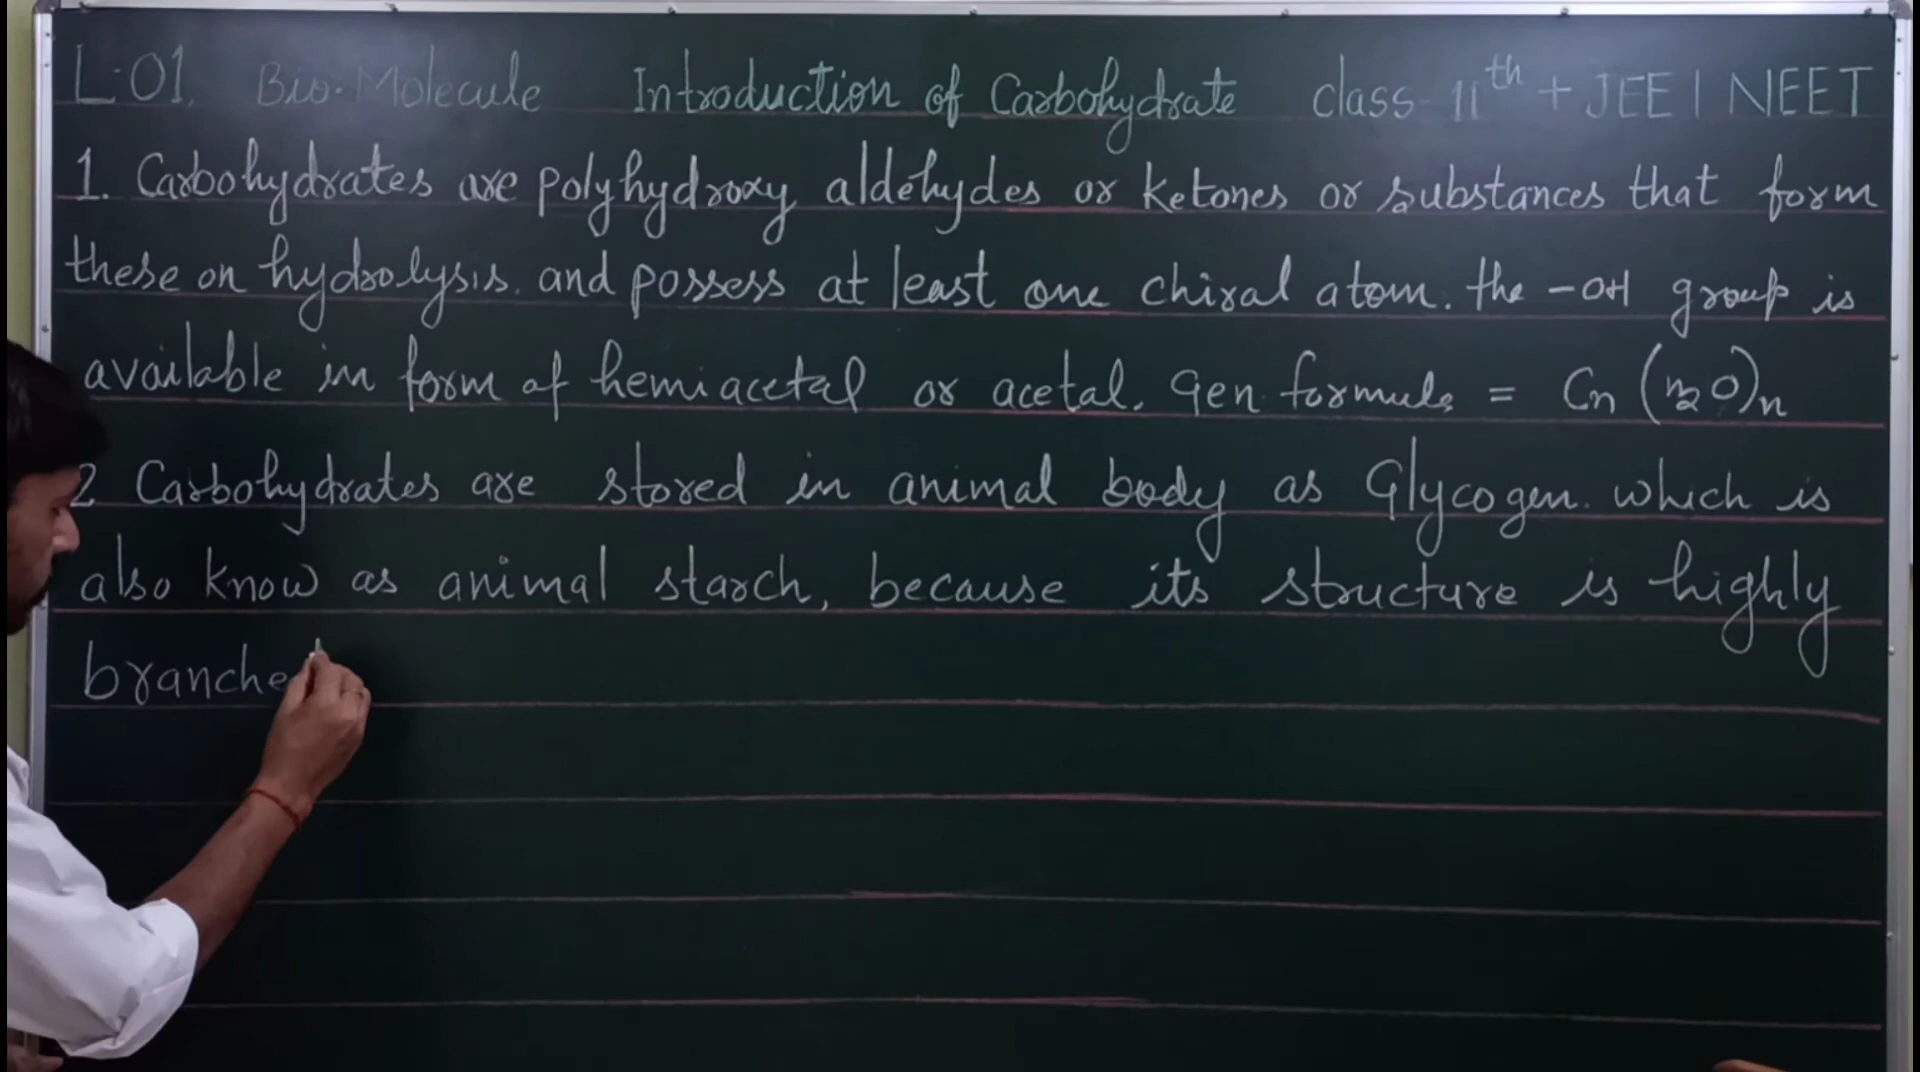 L-01. Bio-Molecule Introduction of Carbohydrate class-11th + JEE | NEET
1. Carbohydrates are polyhydroxy aldehydes or ketones or substances that form
these on hydrolysis. and possess at least one chiral atom. the -OH group is
available in form of hemiacetal or acetal. Gen. formula = Cn (H2O)n
2 Carbohydrates are stored in animal body as Glycogen. which is
also know as animal starch, because its structure is highly
branche